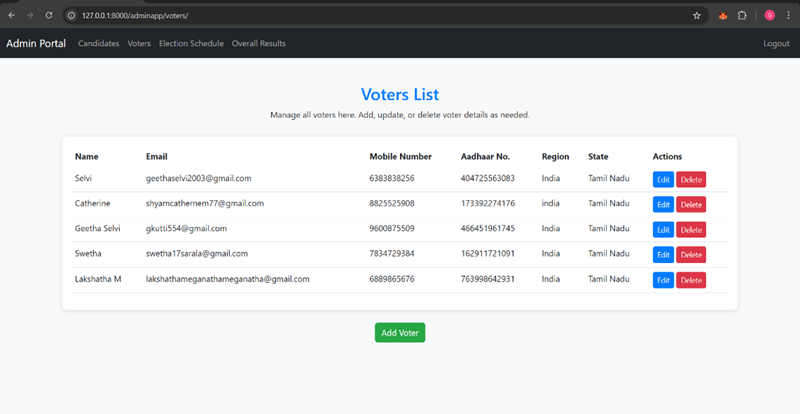 127.0.0.1:8000/adminapp/voters/
G
Admin Portal Candidates Voters Election Schedule Overall Results Logout
Voters List
Manage all voters here. Add, update, or delete voter details as needed.
Name Email Mobile Number Aadhaar No. Region State Actions
Selvi geethaselvi2003@gmail.com 6383838256 404725563083 India Tamil Nadu Edit Delete
Catherine shyamcathernem77@gmail.com 8825525908 173392274176 india Tamil Nadu Edit Delete
Geetha Selvi gkutti554@gmail.com 9600875509 466451961745 India Tamil Nadu Edit Delete
Swetha swetha17sarala@gmail.com 7834729384 162911721091 India Tamil Nadu Edit Delete
Lakshatha M lakshathameganathameganatha@gmail.com 6889865676 763998642931 India Tamil Nadu Edit Delete
Add Voter